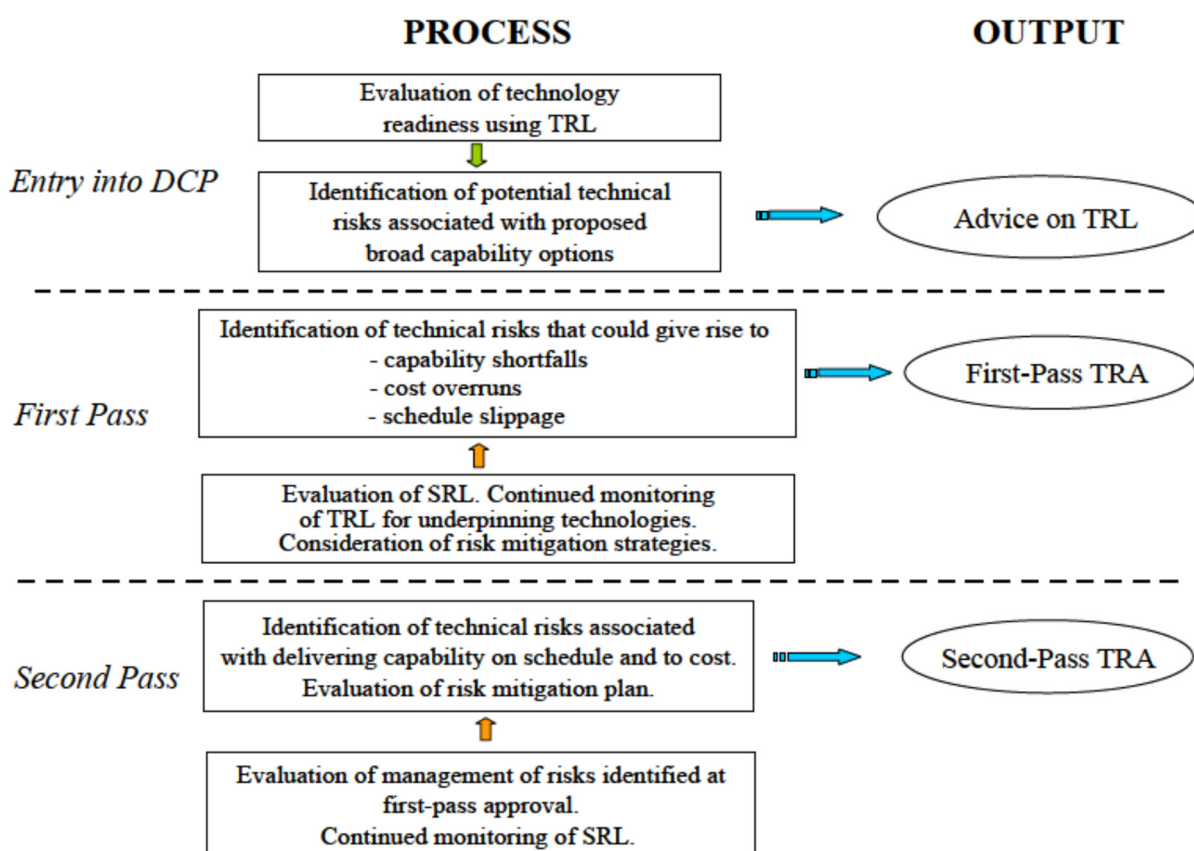 PROCESS
OUTPUT
Evaluation of technology
readiness using TRL
Entry into DCP
Identification of potential technical
risks associated with proposed
broad capability options
Advice on TRL
Identification of technical risks that could give rise to
- capability shortfalls
- cost overruns
- schedule slippage
First-Pass TRA
First Pass
Evaluation of SRL. Continued monitoring
of TRL for underpinning technologies.
Consideration of risk mitigation strategies.
Identification of technical risks associated
with delivering capability on schedule and to cost.
Evaluation of risk mitigation plan.
Second-Pass TRA
Second Pass
Evaluation of management of risks identified at
first-pass approval.
Continued monitoring of SRL.